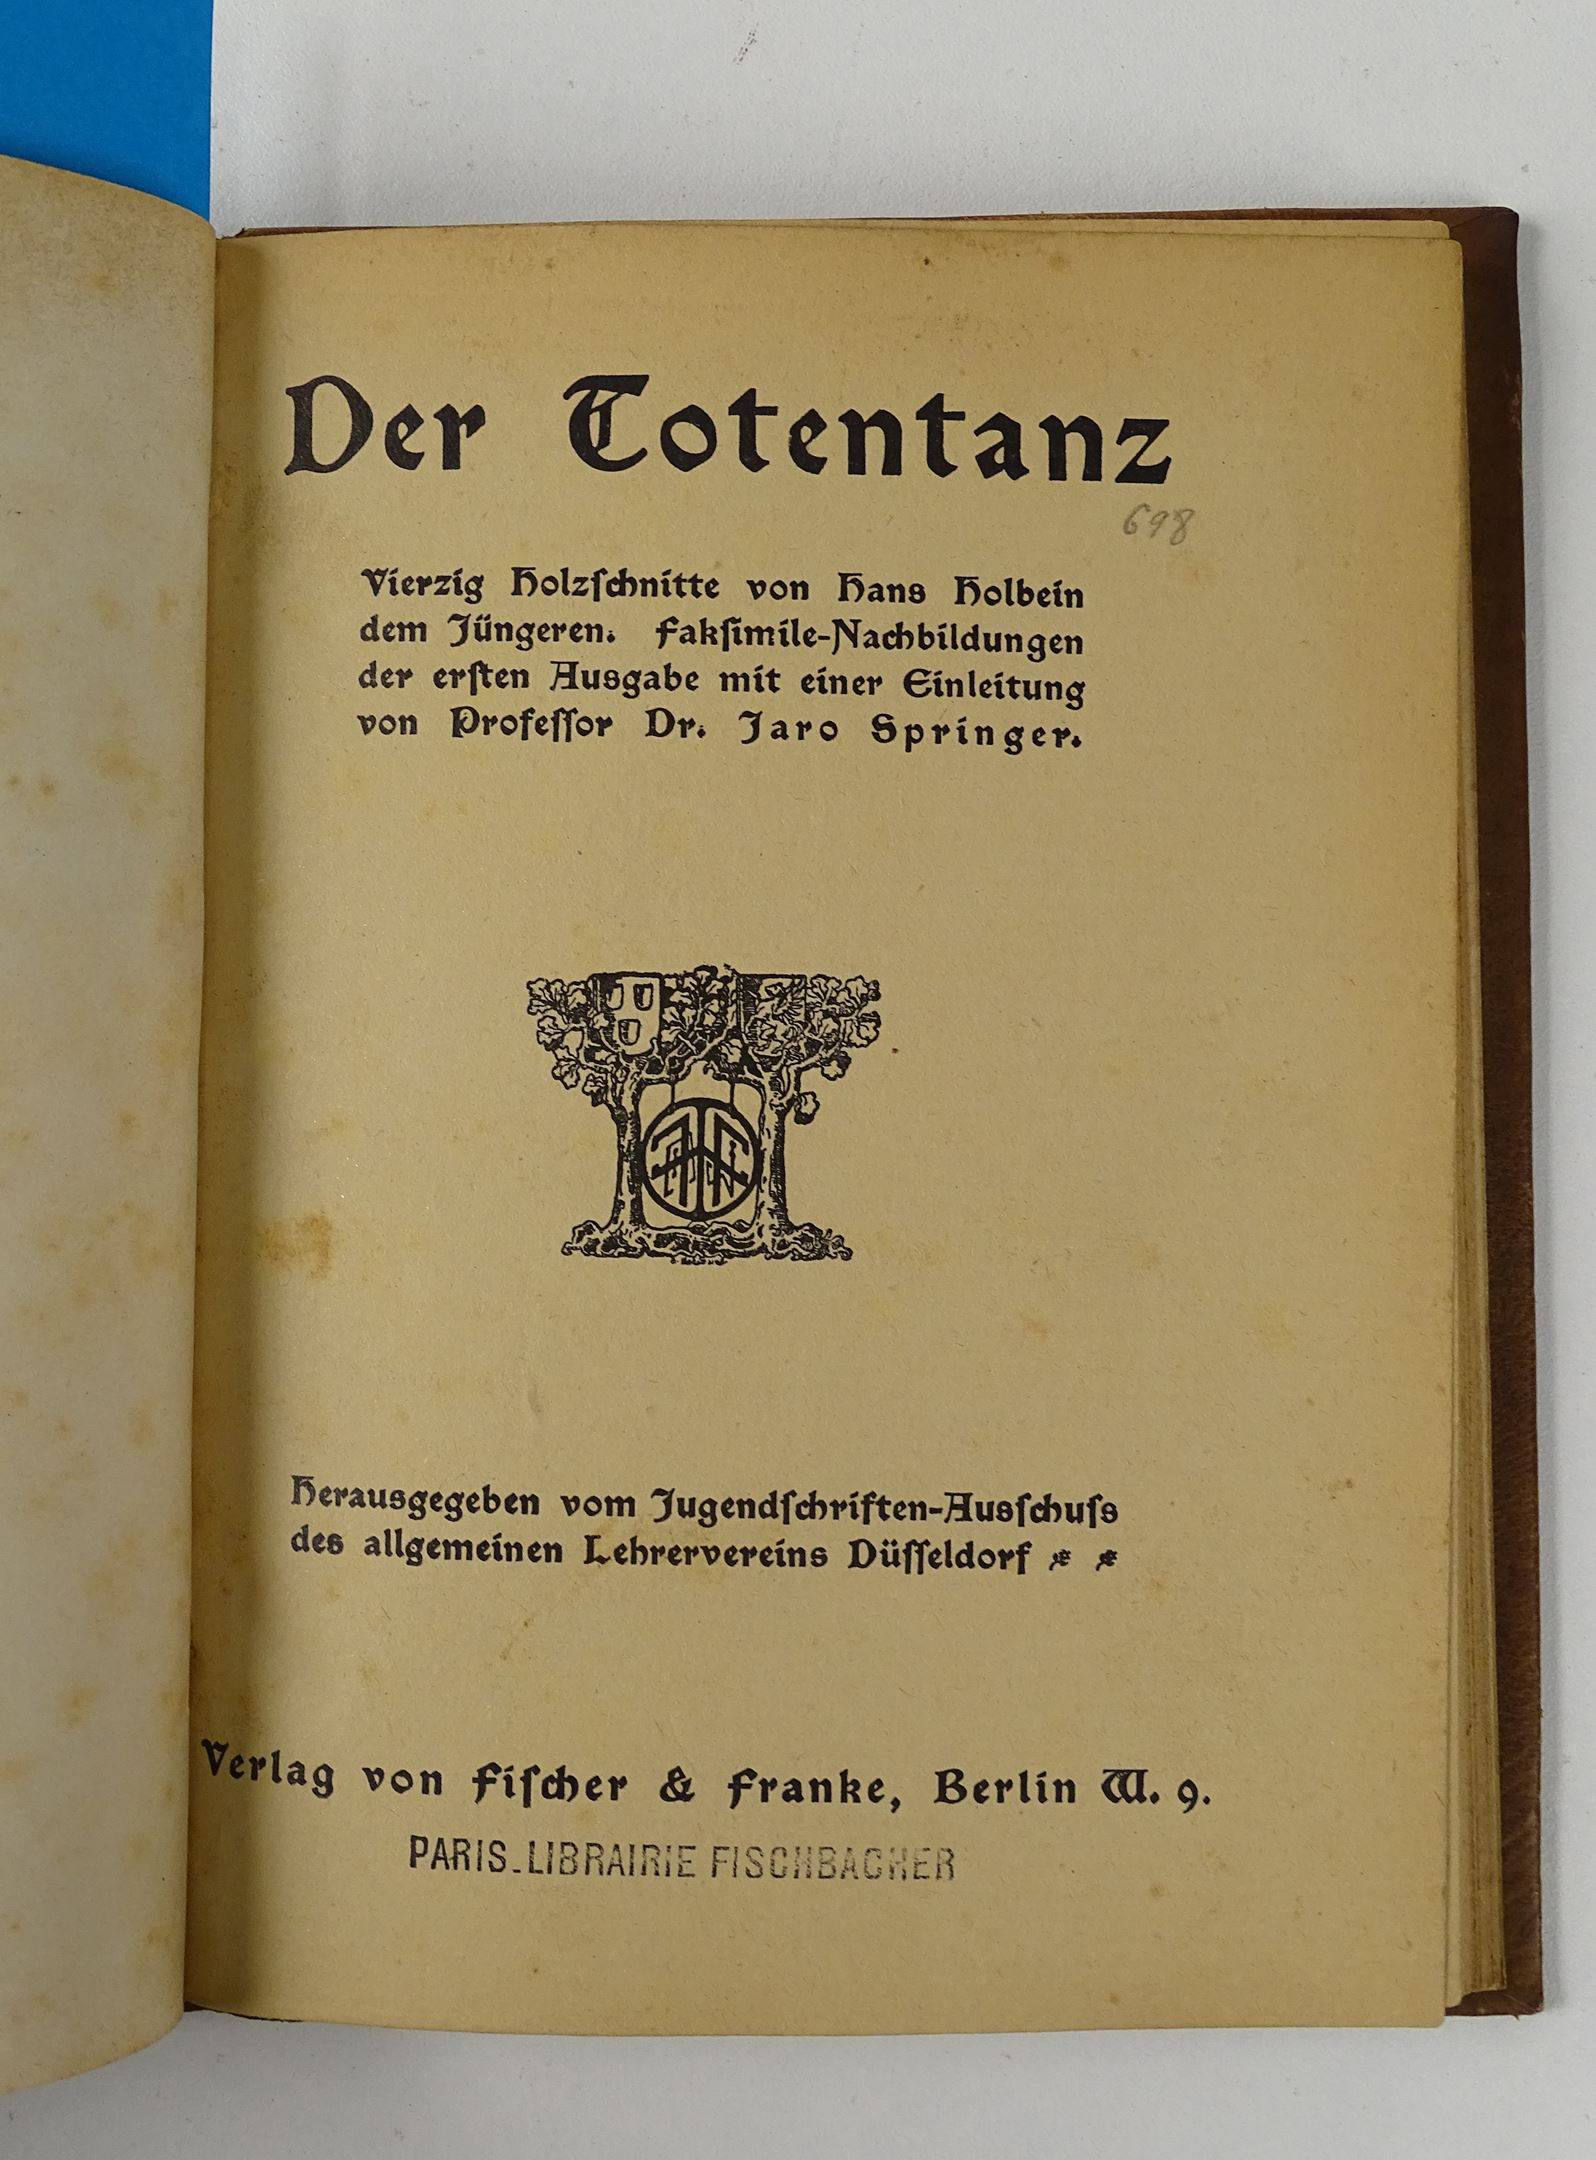 Der Totentanz
698
Vierzig Holzſchnitte von Hans Holbein
dem Jüngeren. Fakſimile-Nachbildungen
der erſten Ausgabe mit einer Einleitung
von Profeſſor Dr. Jaro Springer.
Herausgegeben vom Jugendſchriften-Ausſchuſs
des allgemeinen Lehrervereins Düſſeldorf
Verlag von Fiſcher & Franke, Berlin W. 9.
PARIS_LIBRAIRIE FISCHBACHER